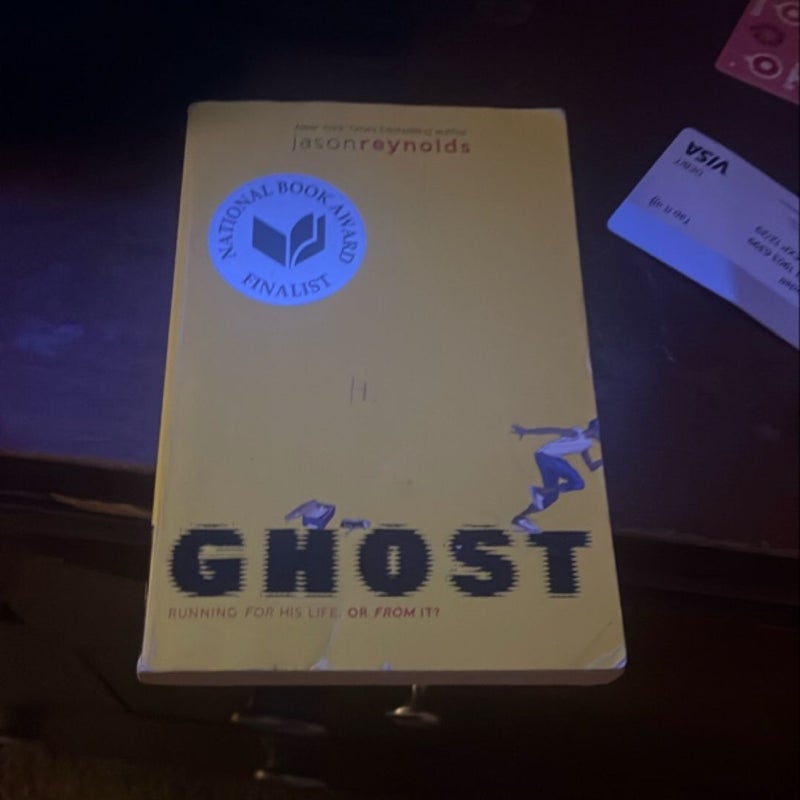 New York Times bestselling author
jasonreynolds
NATIONAL BOOK AWARD
FINALIST
H
GHOST
RUNNING FOR HIS LIFE, OR FROM IT?
VISA
DEBIT